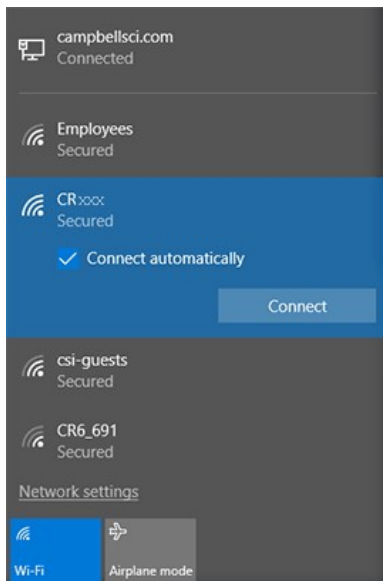 campbellsci.com
Connected
Employees
Secured
CRxxx
Secured
Connect automatically
Connect
csi-guests
Secured
CR6_691
Secured
Network settings
Wi-Fi
Airplane mode